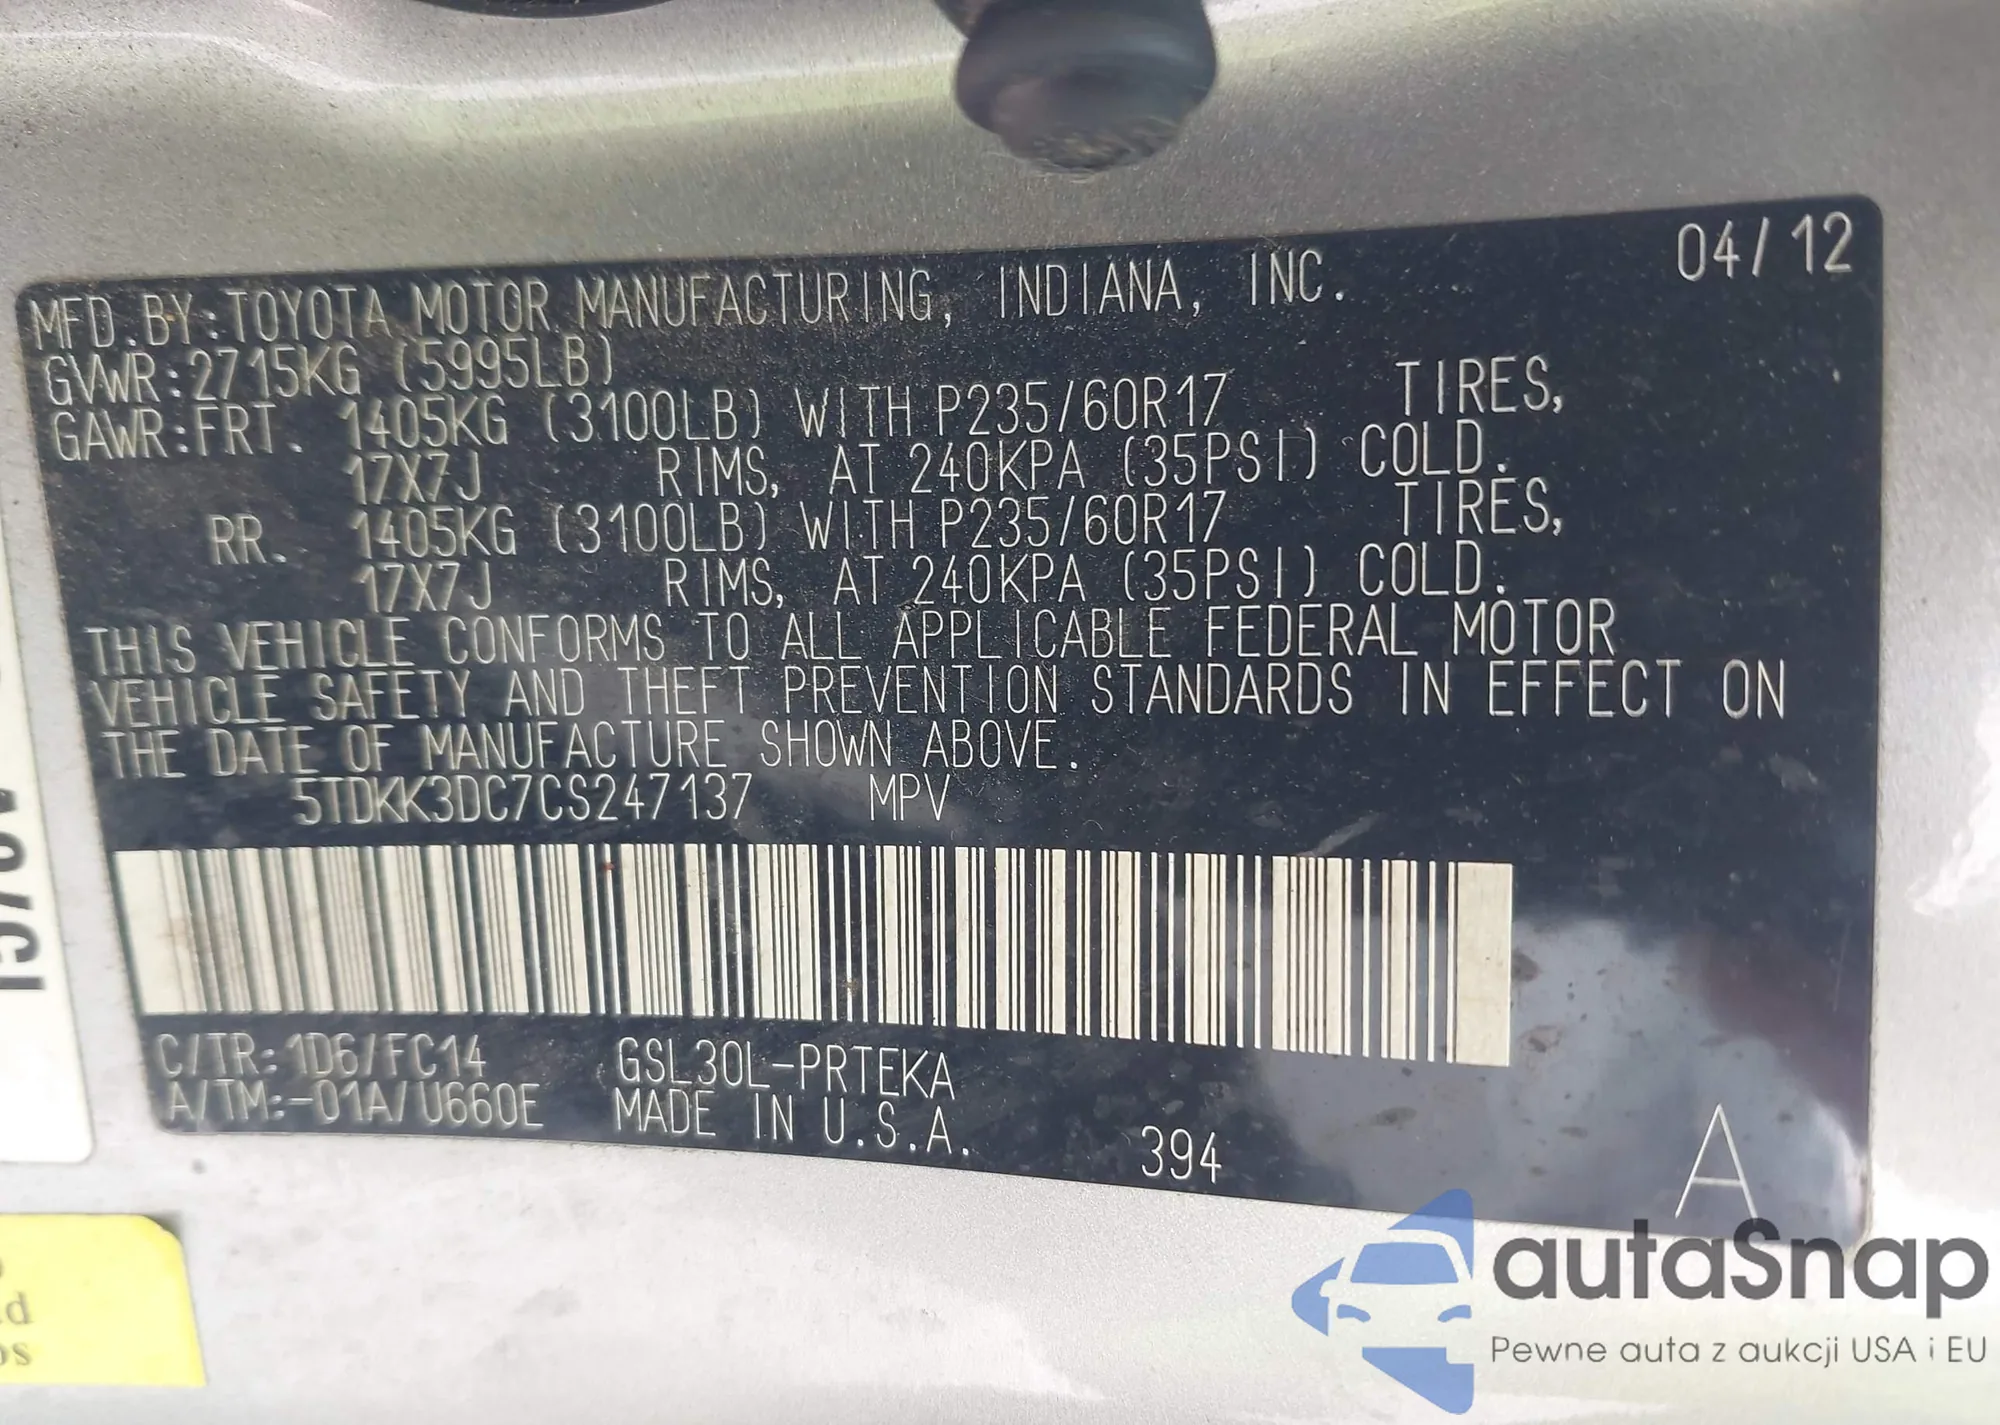 04/12
MFD.BY:TOYOTA MOTOR MANUFACTURING, INDIANA, INC.
GVWR:2715KG (5995LB)
GAWR:FRT. 1405KG (3100LB) WITH P235/60R17 TIRES,
17X7J RIMS, AT 240KPA (35PSI) COLD.
RR. 1405KG (3100LB) WITH P235/60R17 TIRES,
17X7J RIMS, AT 240KPA (35PSI) COLD.
THIS VEHICLE CONFORMS TO ALL APPLICABLE FEDERAL MOTOR
VEHICLE SAFETY AND THEFT PREVENTION STANDARDS IN EFFECT ON
THE DATE OF MANUFACTURE SHOWN ABOVE.
5TDKK3DC7CS247137 MPV
C/TR:1D6/FC14 GSL30L-PRTEKA
A/TM:-01A/U660E MADE IN U.S.A.
394
A
autaSnap
Pewne auta z aukcji USA i EU